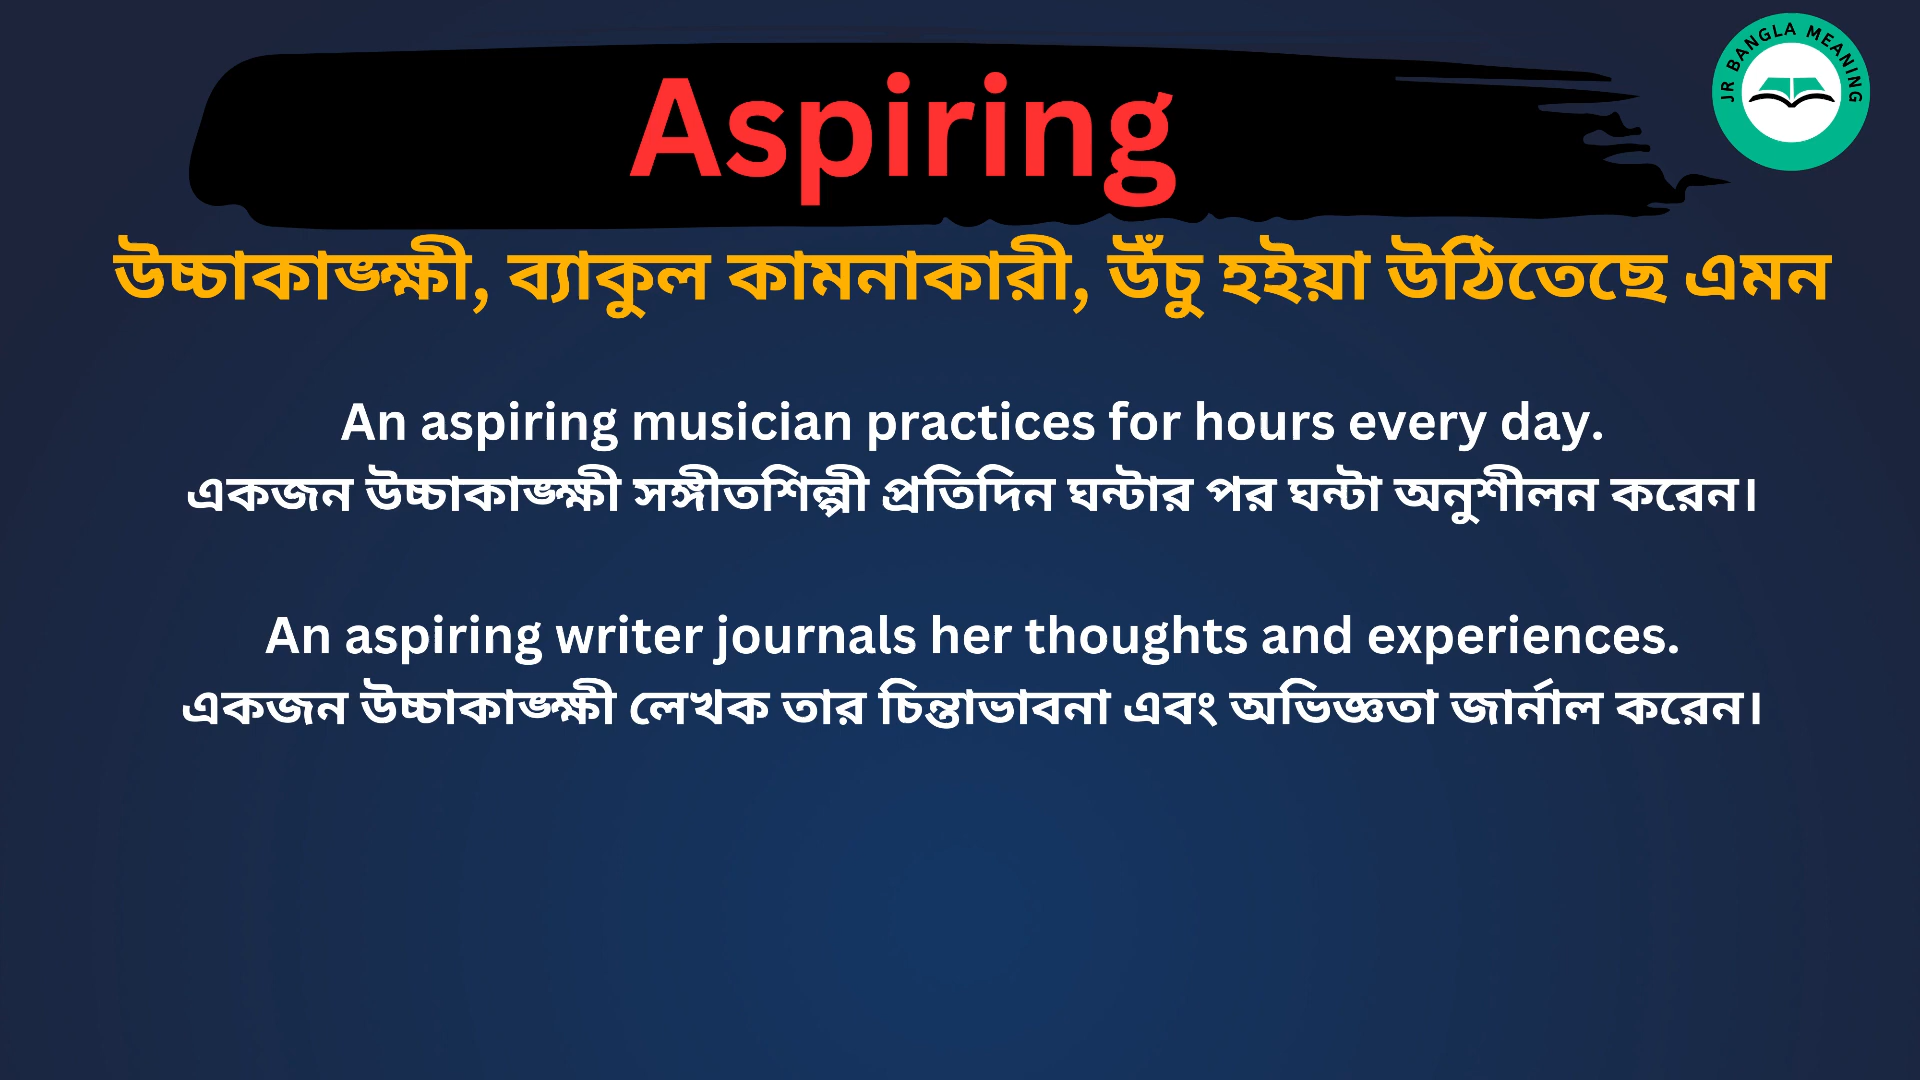 Aspiring
JR BANGLA MEANING
উচ্চাকাঙ্ক্ষী, ব্যাকুল কামনাকারী, উঁচু হইয়া উঠিতেছে এমন
An aspiring musician practices for hours every day.
একজন উচ্চাকাঙ্ক্ষী সঙ্গীতশিল্পী প্রতিদিন ঘন্টার পর ঘন্টা অনুশীলন করেন।
An aspiring writer journals her thoughts and experiences.
একজন উচ্চাকাঙ্ক্ষী লেখক তার চিন্তাভাবনা এবং অভিজ্ঞতা জার্নাল করেন।